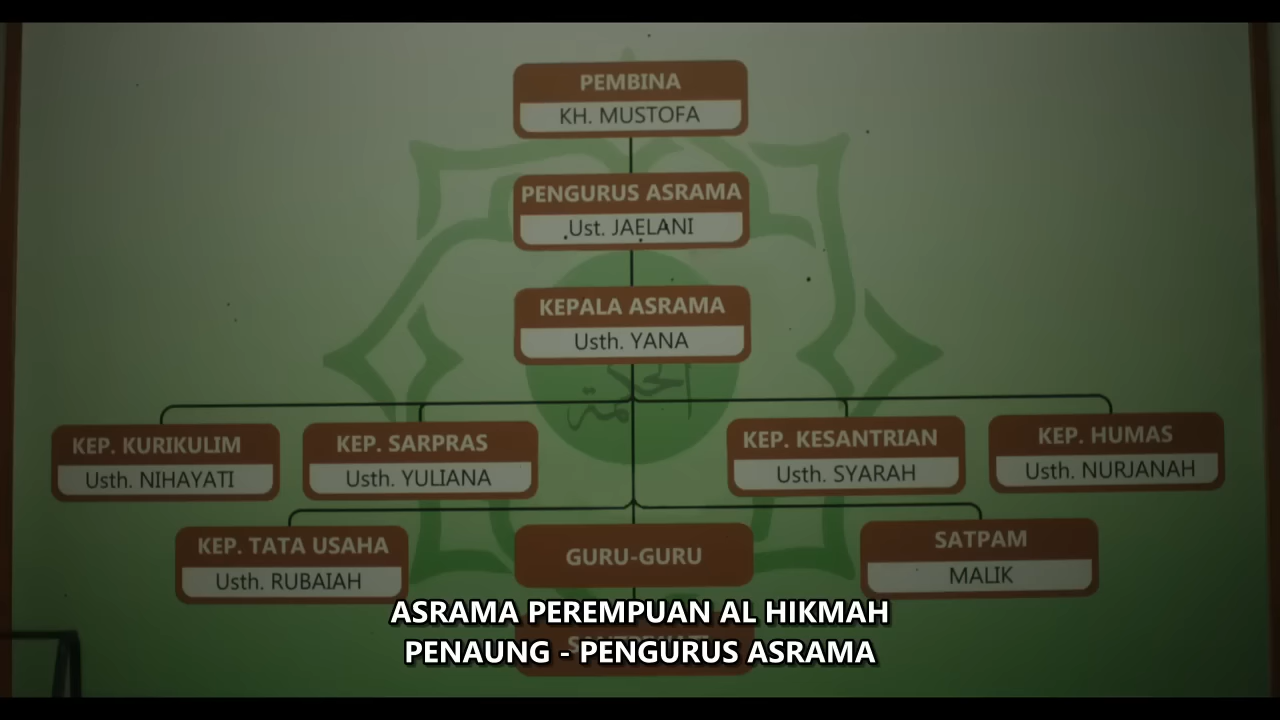 PEMBINA
KH. MUSTOFA
PENGURUS ASRAMA
Ust. JAELANI
KEPALA ASRAMA
Usth. YANA
الحكمة
KEP. KURIKULIM
Usth. NIHAYATI
KEP. SARPRAS
Usth. YULIANA
KEP. KESANTRIAN
Usth. SYARAH
KEP. HUMAS
Usth. NURJANAH
KEP. TATA USAHA
Usth. RUBAIAH
GURU-GURU
SATPAM
MALIK
ASRAMA PEREMPUAN AL HIKMAH
PENAUNG - PENGURUS ASRAMA